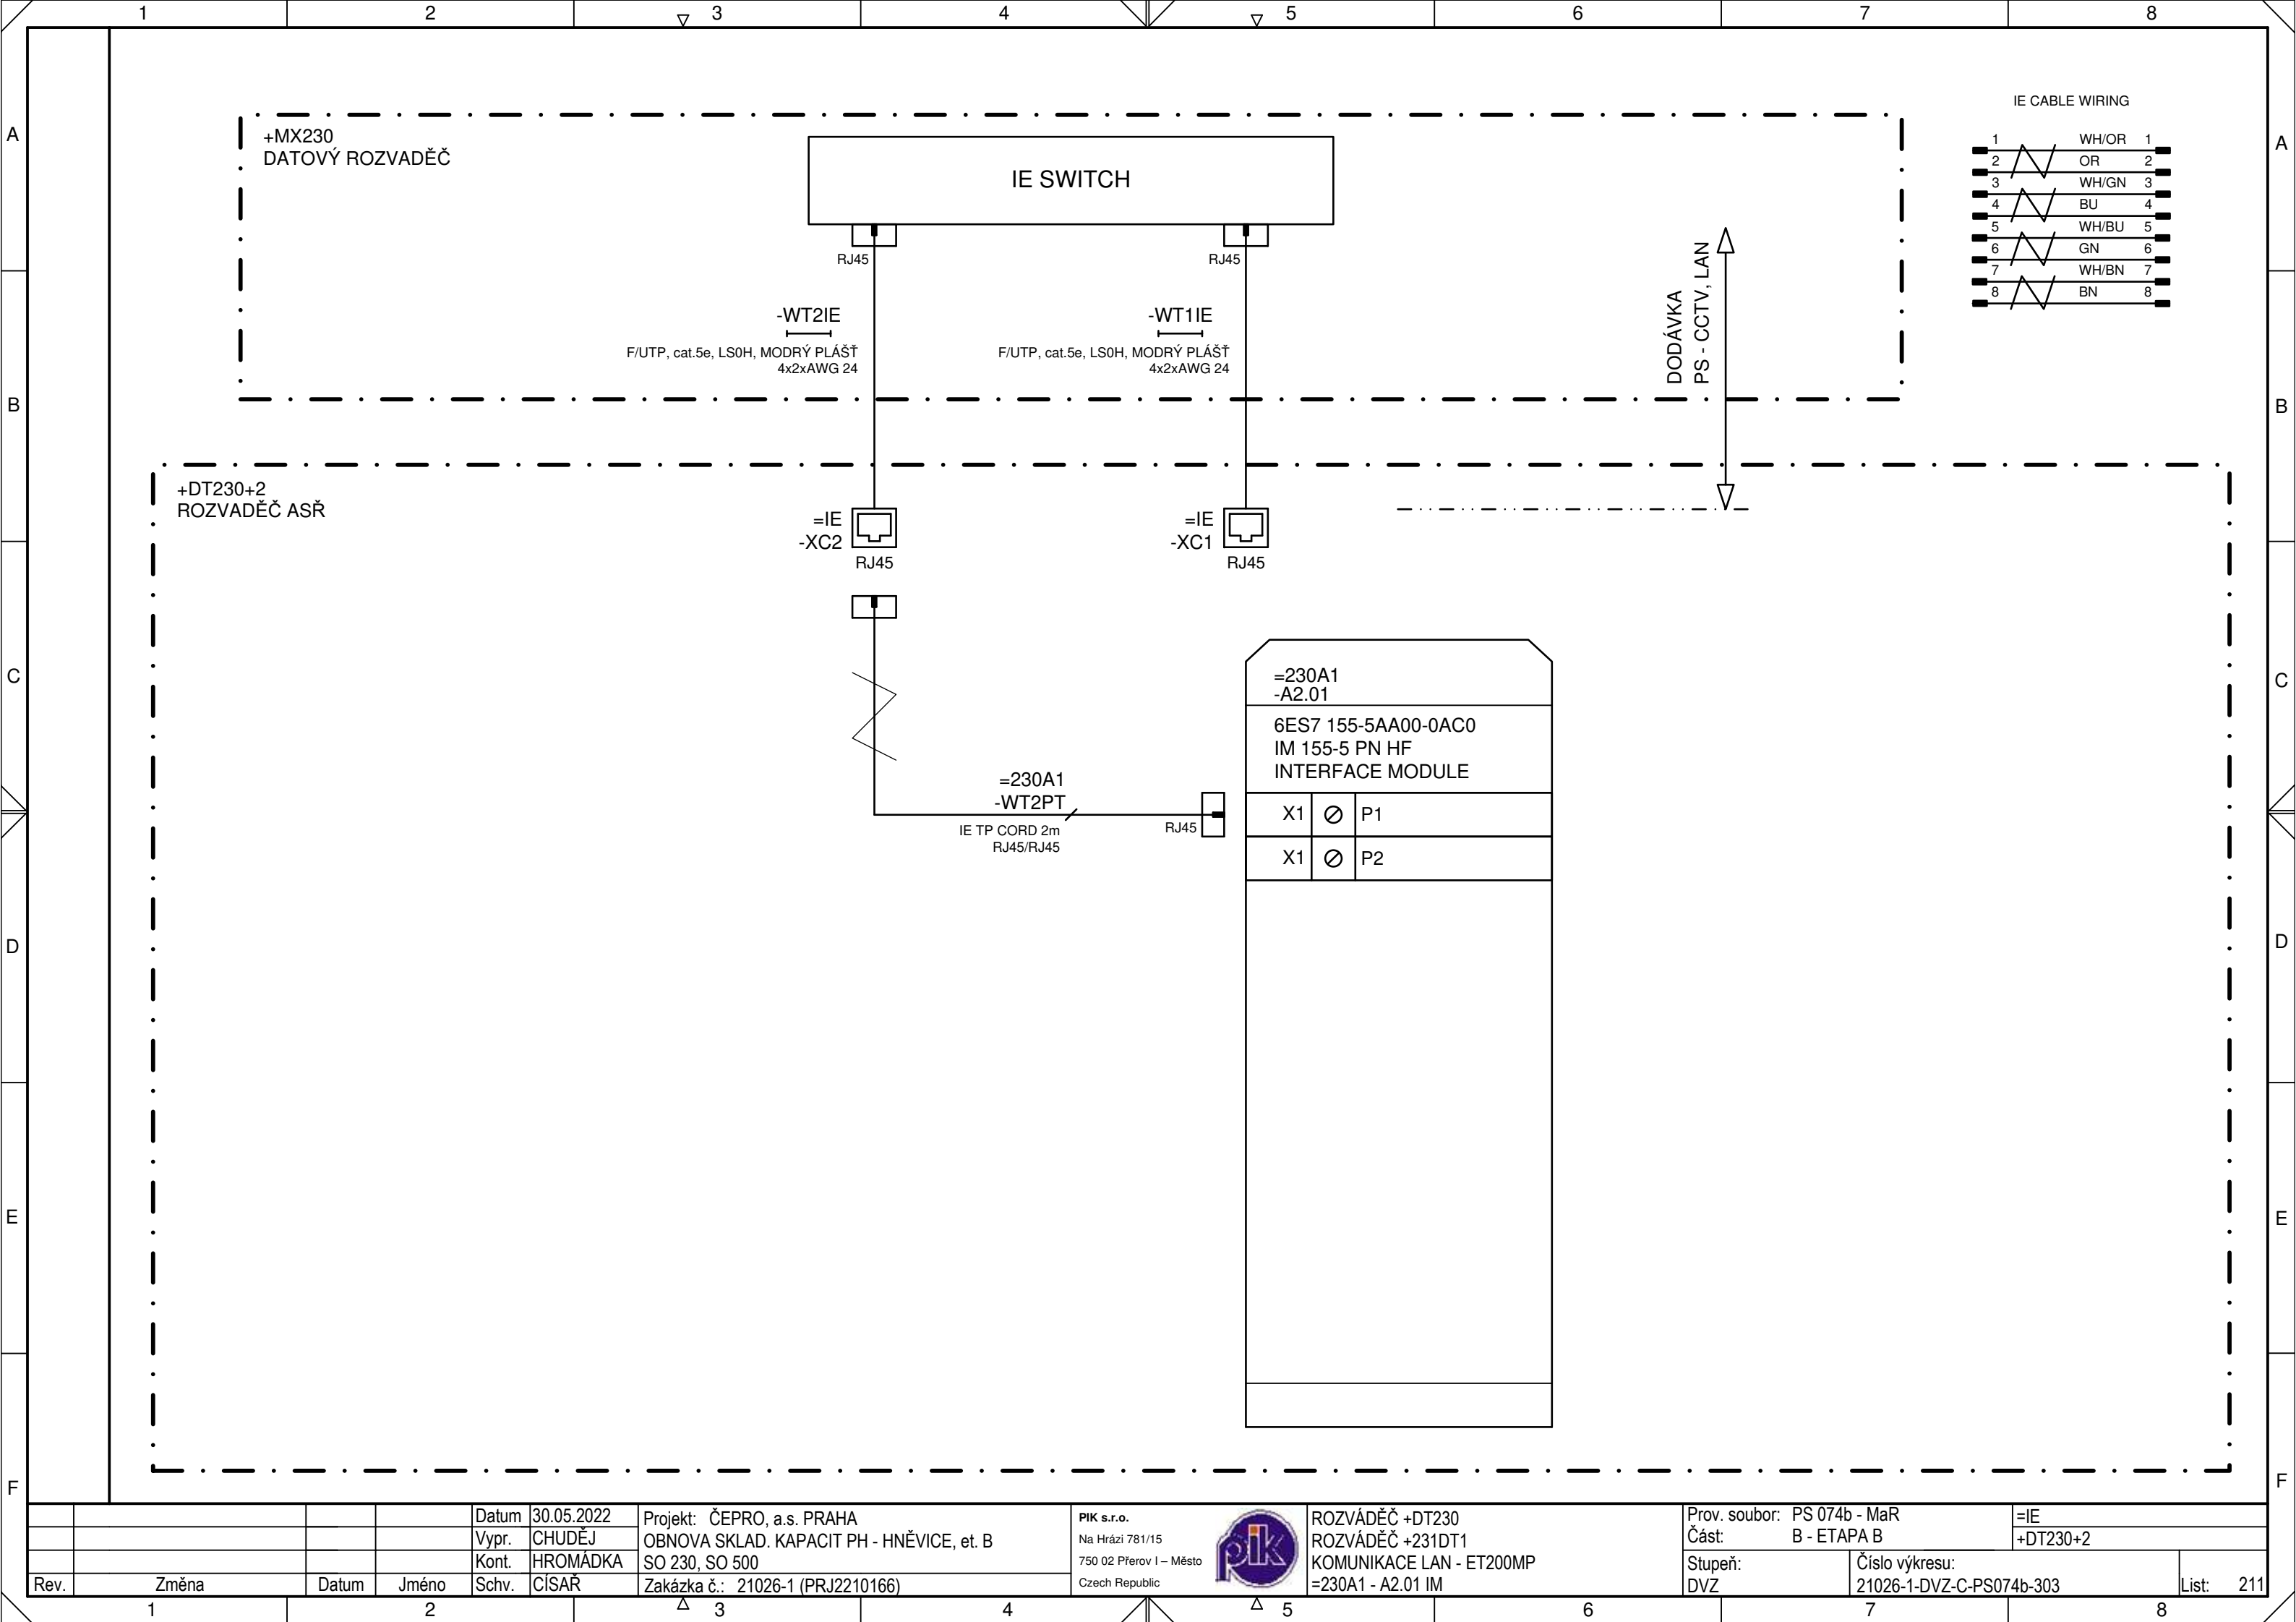 1 2 3 4 5 6 7 8
A A
B B
C C
D D
E E
F F
+MX230
DATOVÝ ROZVADĚČ
IE SWITCH
RJ45
RJ45
-WT2IE
F/UTP, cat.5e, LS0H, MODRÝ PLÁŠŤ
4x2xAWG 24
-WT1IE
F/UTP, cat.5e, LS0H, MODRÝ PLÁŠŤ
4x2xAWG 24
DODÁVKA
PS - CCTV, LAN
IE CABLE WIRING
1 WH/OR 1
2 OR 2
3 WH/GN 3
4 BU 4
5 WH/BU 5
6 GN 6
7 WH/BN 7
8 BN 8
+DT230+2
ROZVADĚČ ASŘ
=IE
-XC2
RJ45
=IE
-XC1
RJ45
=230A1
-WT2PT
IE TP CORD 2m
RJ45/RJ45
RJ45
=230A1
-A2.01
6ES7 155-5AA00-0AC0
IM 155-5 PN HF
INTERFACE MODULE
X1 P1
X1 P2
Rev. Změna Datum Jméno
Datum 30.05.2022
Vypr. CHUDĚJ
Kont. HROMÁDKA
Schv. CÍSAŘ
Projekt: ČEPRO, a.s. PRAHA
OBNOVA SKLAD. KAPACIT PH - HNĚVICE, et. B
SO 230, SO 500
Zakázka č.: 21026-1 (PRJ2210166)
PIK s.r.o.
Na Hrázi 781/15
750 02 Přerov I – Město
Czech Republic
pik
ROZVÁDĚČ +DT230
ROZVÁDĚČ +231DT1
KOMUNIKACE LAN - ET200MP
=230A1 - A2.01 IM
Prov. soubor: PS 074b - MaR
Část: B - ETAPA B
=IE
+DT230+2
Stupeň:
DVZ
Číslo výkresu:
21026-1-DVZ-C-PS074b-303
List: 211
1 2 3 4 5 6 7 8